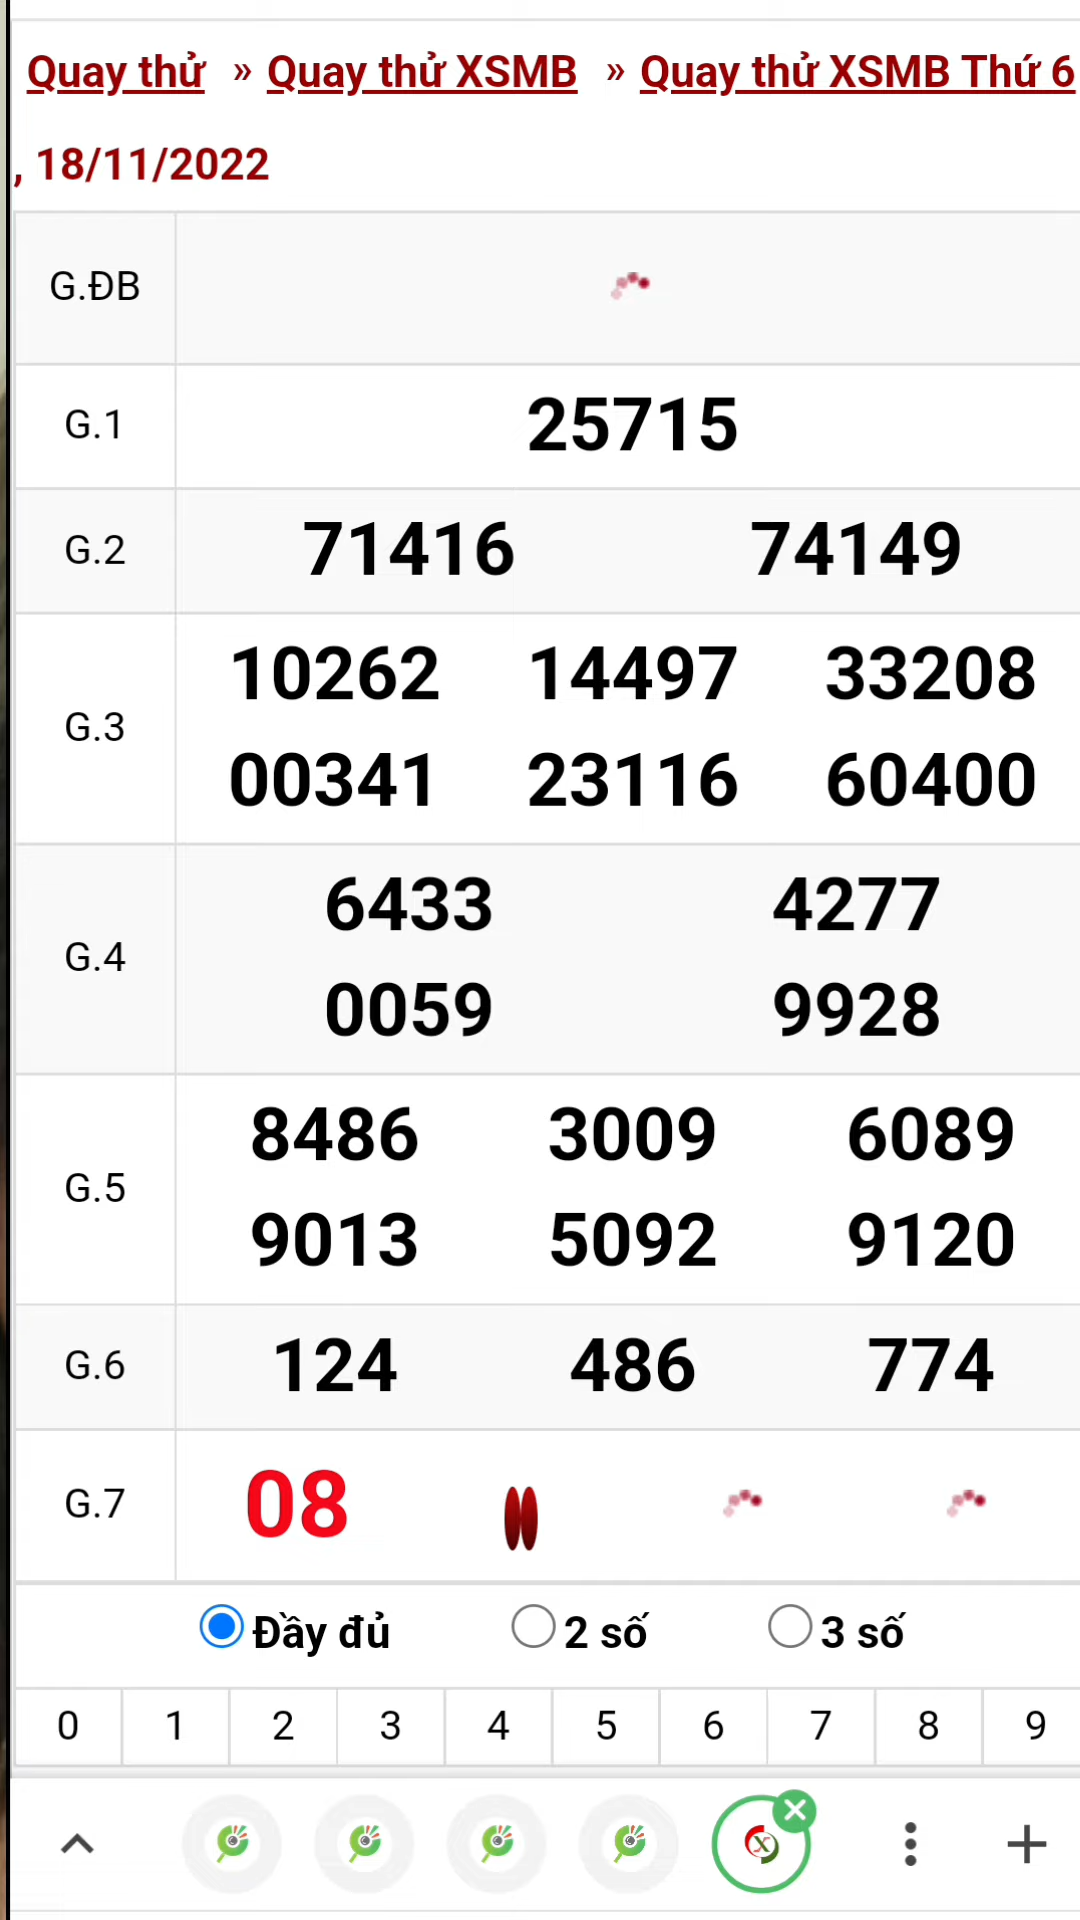 Quay thử » Quay thử XSMB » Quay thử XSMB Thứ 6
, 18/11/2022
G.ĐB
G.1 25715
G.2 71416 74149
G.3 10262 14497 33208
00341 23116 60400
G.4 6433 4277
0059 9928
G.5 8486 3009 6089
9013 5092 9120
G.6 124 486 774
G.7 08
Đầy đủ 2 số 3 số
0 1 2 3 4 5 6 7 8 9